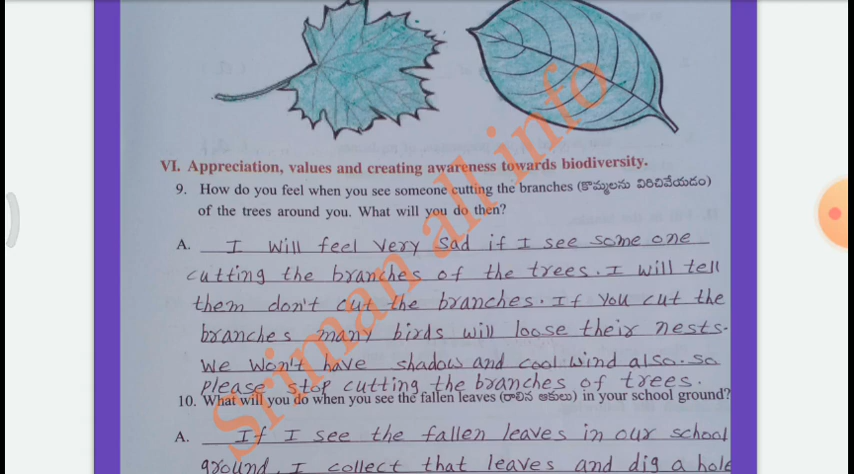 VI. Appreciation, values and creating awareness towards biodiversity.
9. How do you feel when you see someone cutting the branches (కొమ్మలను విరిచివేయడం)
of the trees around you. What will you do then?
A. I will feel very sad if I see some one
cutting the branches of the trees. I will tell
them don't cut the branches. If you cut the
branches many birds will loose their nests.
We won't have shadow and cool wind also. so
please stop cutting the branches of trees.
10. What will you do when you see the fallen leaves (రాలిన ఆకులు) in your school ground?
A. If I see the fallen leaves in our school
ground, I collect that leaves and dig a hole
Sriman all info